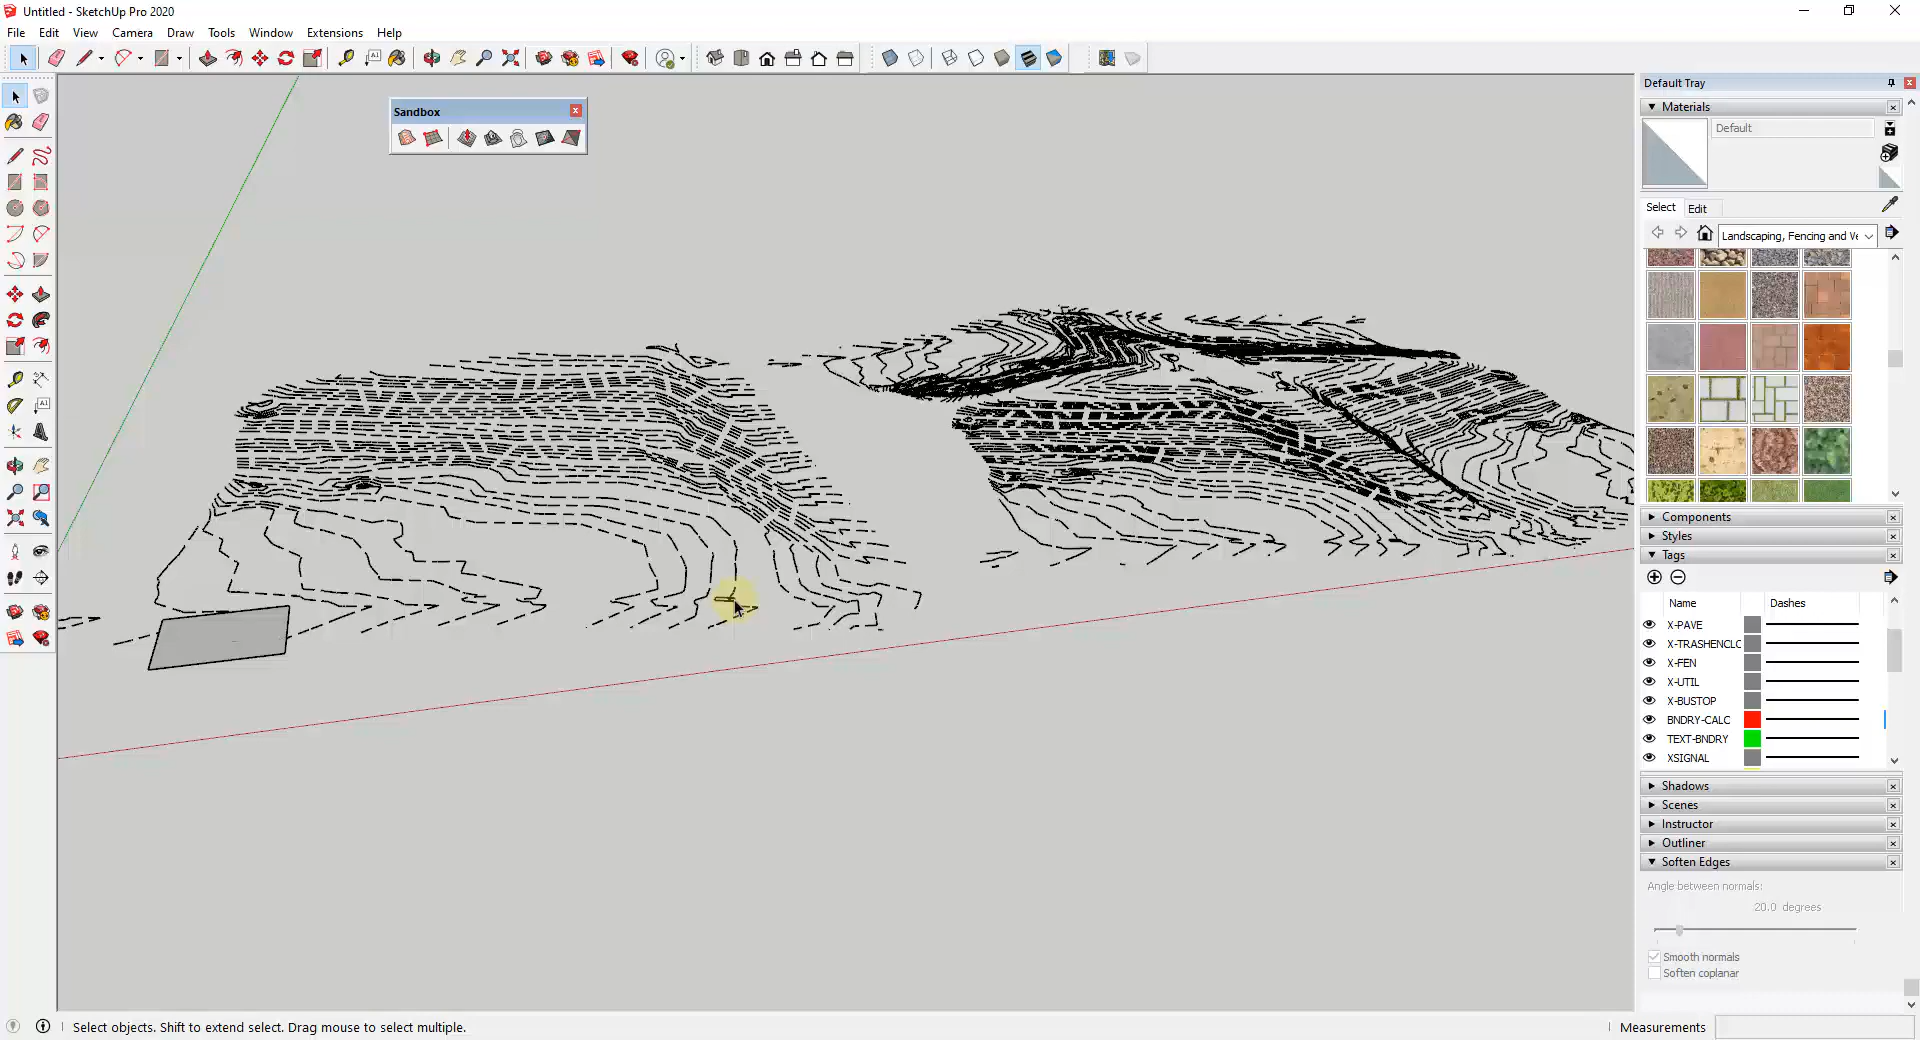 Untitled - SketchUp Pro 2020
File Edit View Camera Draw Tools Window Extensions Help
Sandbox
Default Tray
Materials
Default
Select Edit
Landscaping, Fencing and Ve
Components
Styles
Tags
Name Dashes
X-PAVE
X-TRASHENCLO
X-FEN
X-UTIL
X-BUSTOP
BNDRY-CALC
TEXT-BNDRY
XSIGNAL
Shadows
Scenes
Instructor
Outliner
Soften Edges
Angle between normals:
20.0 degrees
Smooth normals
Soften coplanar
Select objects. Shift to extend select. Drag mouse to select multiple.
Measurements